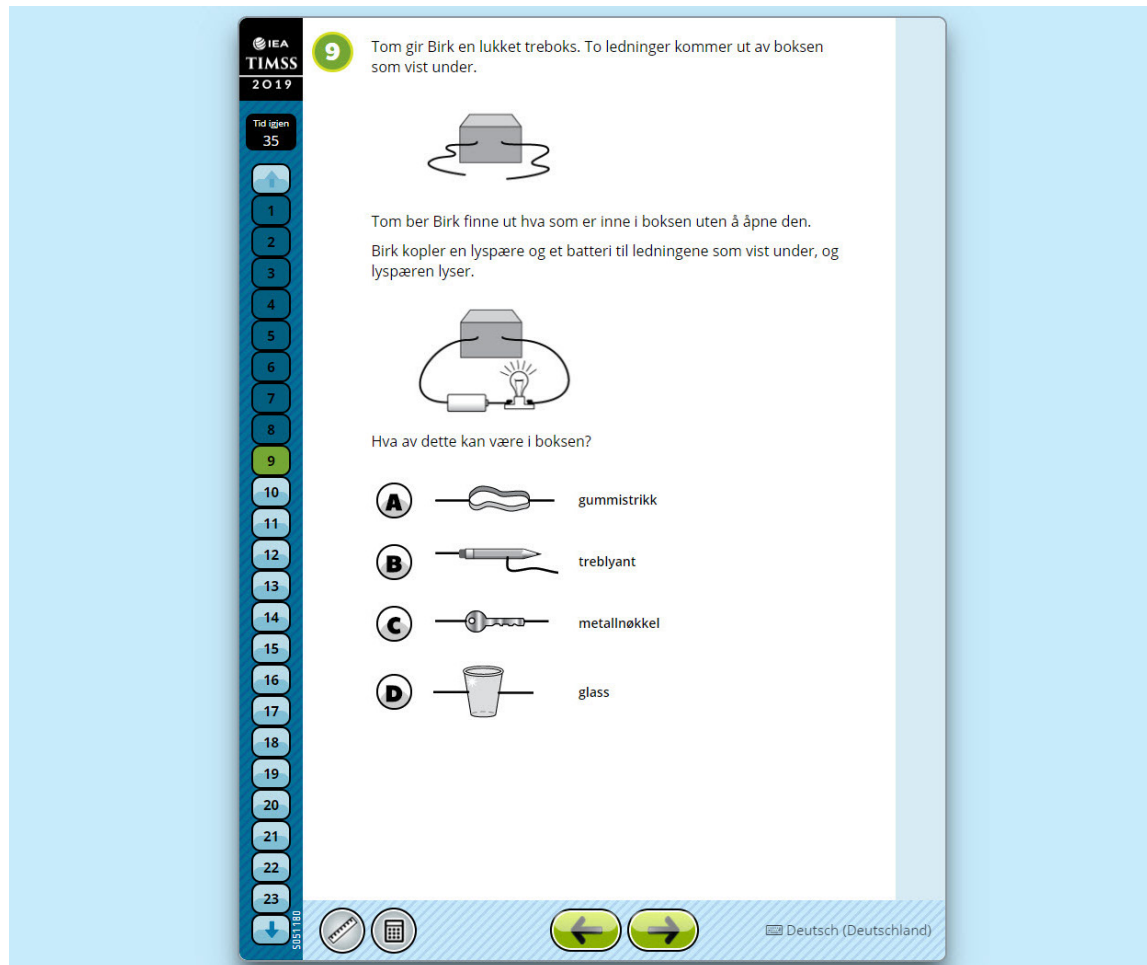 IEA
TIMSS
2019
Tid igjen
35
1
2
3
4
5
6
7
8
9
10
11
12
13
14
15
16
17
18
19
20
21
22
23
S051180
9
Tom gir Birk en lukket treboks. To ledninger kommer ut av boksen
som vist under.
Tom ber Birk finne ut hva som er inne i boksen uten å åpne den.
Birk kopler en lyspære og et batteri til ledningene som vist under, og
lyspæren lyser.
Hva av dette kan være i boksen?
A gummistrikk
B treblyant
C metallnøkkel
D glass
Deutsch (Deutschland)